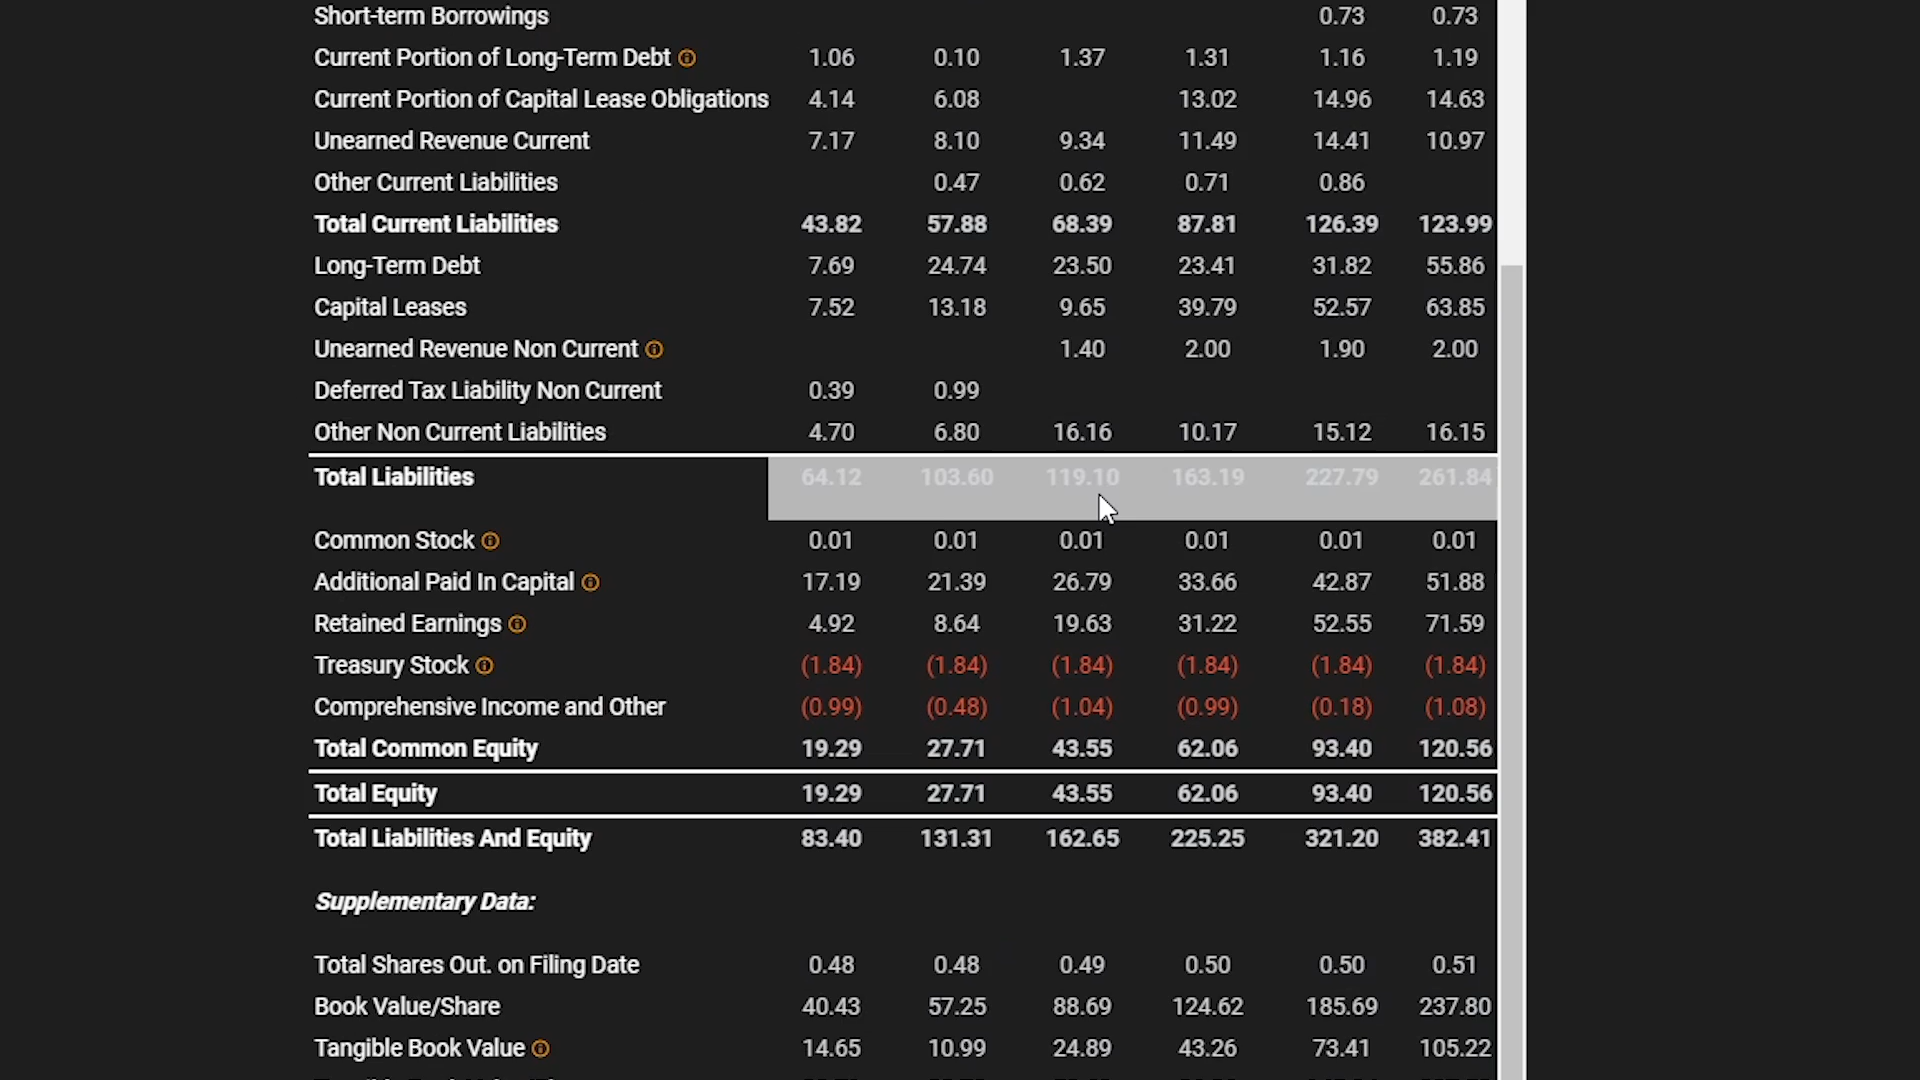 Short-term Borrowings 0.73 0.73
Current Portion of Long-Term Debt 1.06 0.10 1.37 1.31 1.16 1.19
Current Portion of Capital Lease Obligations 4.14 6.08 13.02 14.96 14.63
Unearned Revenue Current 7.17 8.10 9.34 11.49 14.41 10.97
Other Current Liabilities 0.47 0.62 0.71 0.86
Total Current Liabilities 43.82 57.88 68.39 87.81 126.39 123.99
Long-Term Debt 7.69 24.74 23.50 23.41 31.82 55.86
Capital Leases 7.52 13.18 9.65 39.79 52.57 63.85
Unearned Revenue Non Current 1.40 2.00 1.90 2.00
Deferred Tax Liability Non Current 0.39 0.99
Other Non Current Liabilities 4.70 6.80 16.16 10.17 15.12 16.15
Total Liabilities 64.12 103.60 119.10 163.19 227.79 261.84
Common Stock 0.01 0.01 0.01 0.01 0.01 0.01
Additional Paid In Capital 17.19 21.39 26.79 33.66 42.87 51.88
Retained Earnings 4.92 8.64 19.63 31.22 52.55 71.59
Treasury Stock (1.84) (1.84) (1.84) (1.84) (1.84) (1.84)
Comprehensive Income and Other (0.99) (0.48) (1.04) (0.99) (0.18) (1.08)
Total Common Equity 19.29 27.71 43.55 62.06 93.40 120.56
Total Equity 19.29 27.71 43.55 62.06 93.40 120.56
Total Liabilities And Equity 83.40 131.31 162.65 225.25 321.20 382.41
Supplementary Data:
Total Shares Out. on Filing Date 0.48 0.48 0.49 0.50 0.50 0.51
Book Value/Share 40.43 57.25 88.69 124.62 185.69 237.80
Tangible Book Value 14.65 10.99 24.89 43.26 73.41 105.22